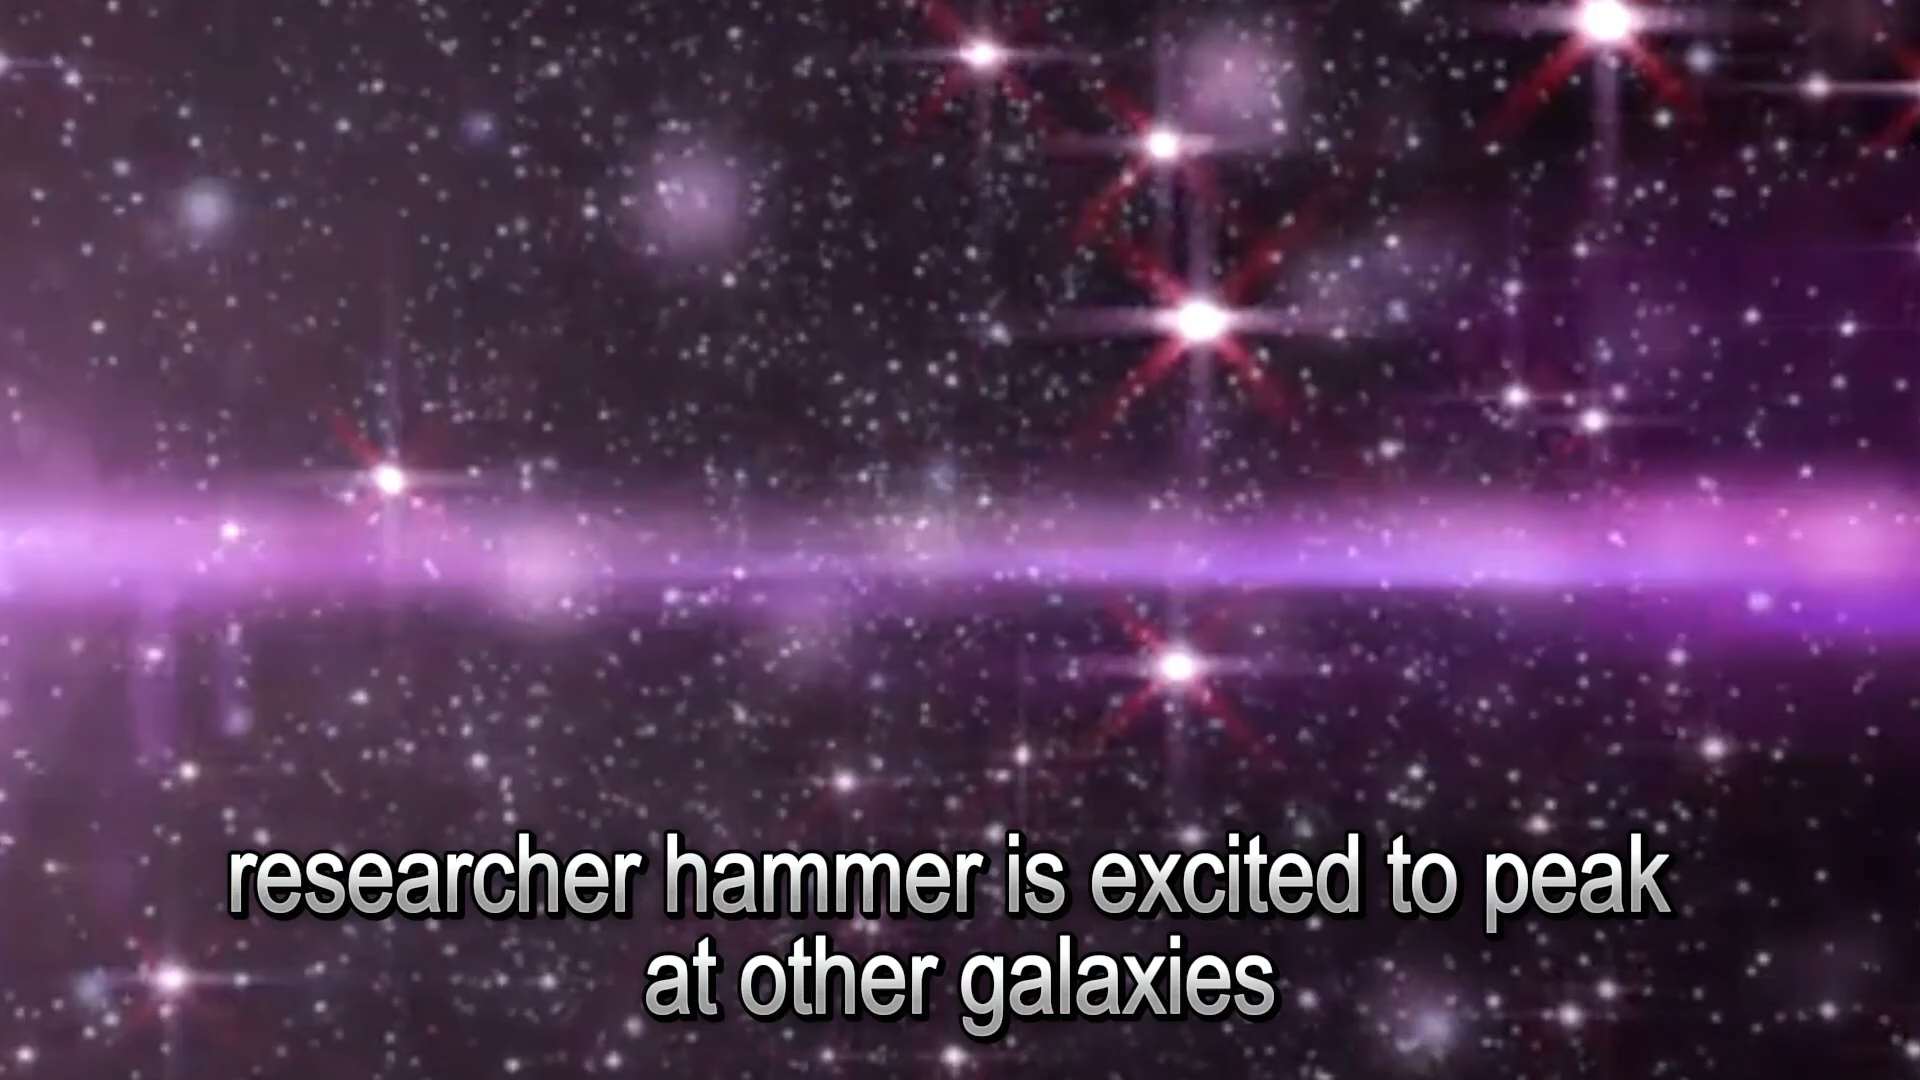 researcher hammer is excited to peak
at other galaxies